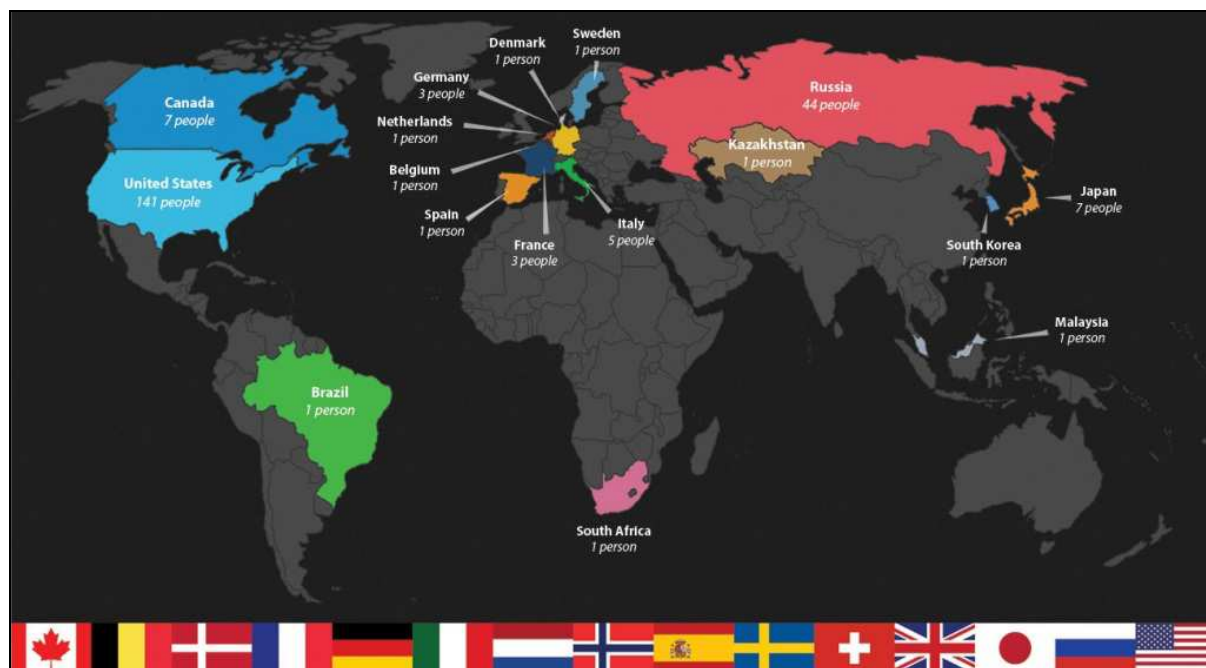 Sweden
1 person
Denmark
1 person
Germany
3 people
Netherlands
1 person
Belgium
1 person
Spain
1 person
France
3 people
Italy
5 people
Canada
7 people
United States
141 people
Brazil
1 person
Russia
44 people
Kazakhstan
1 person
Japan
7 people
South Korea
1 person
Malaysia
1 person
South Africa
1 person